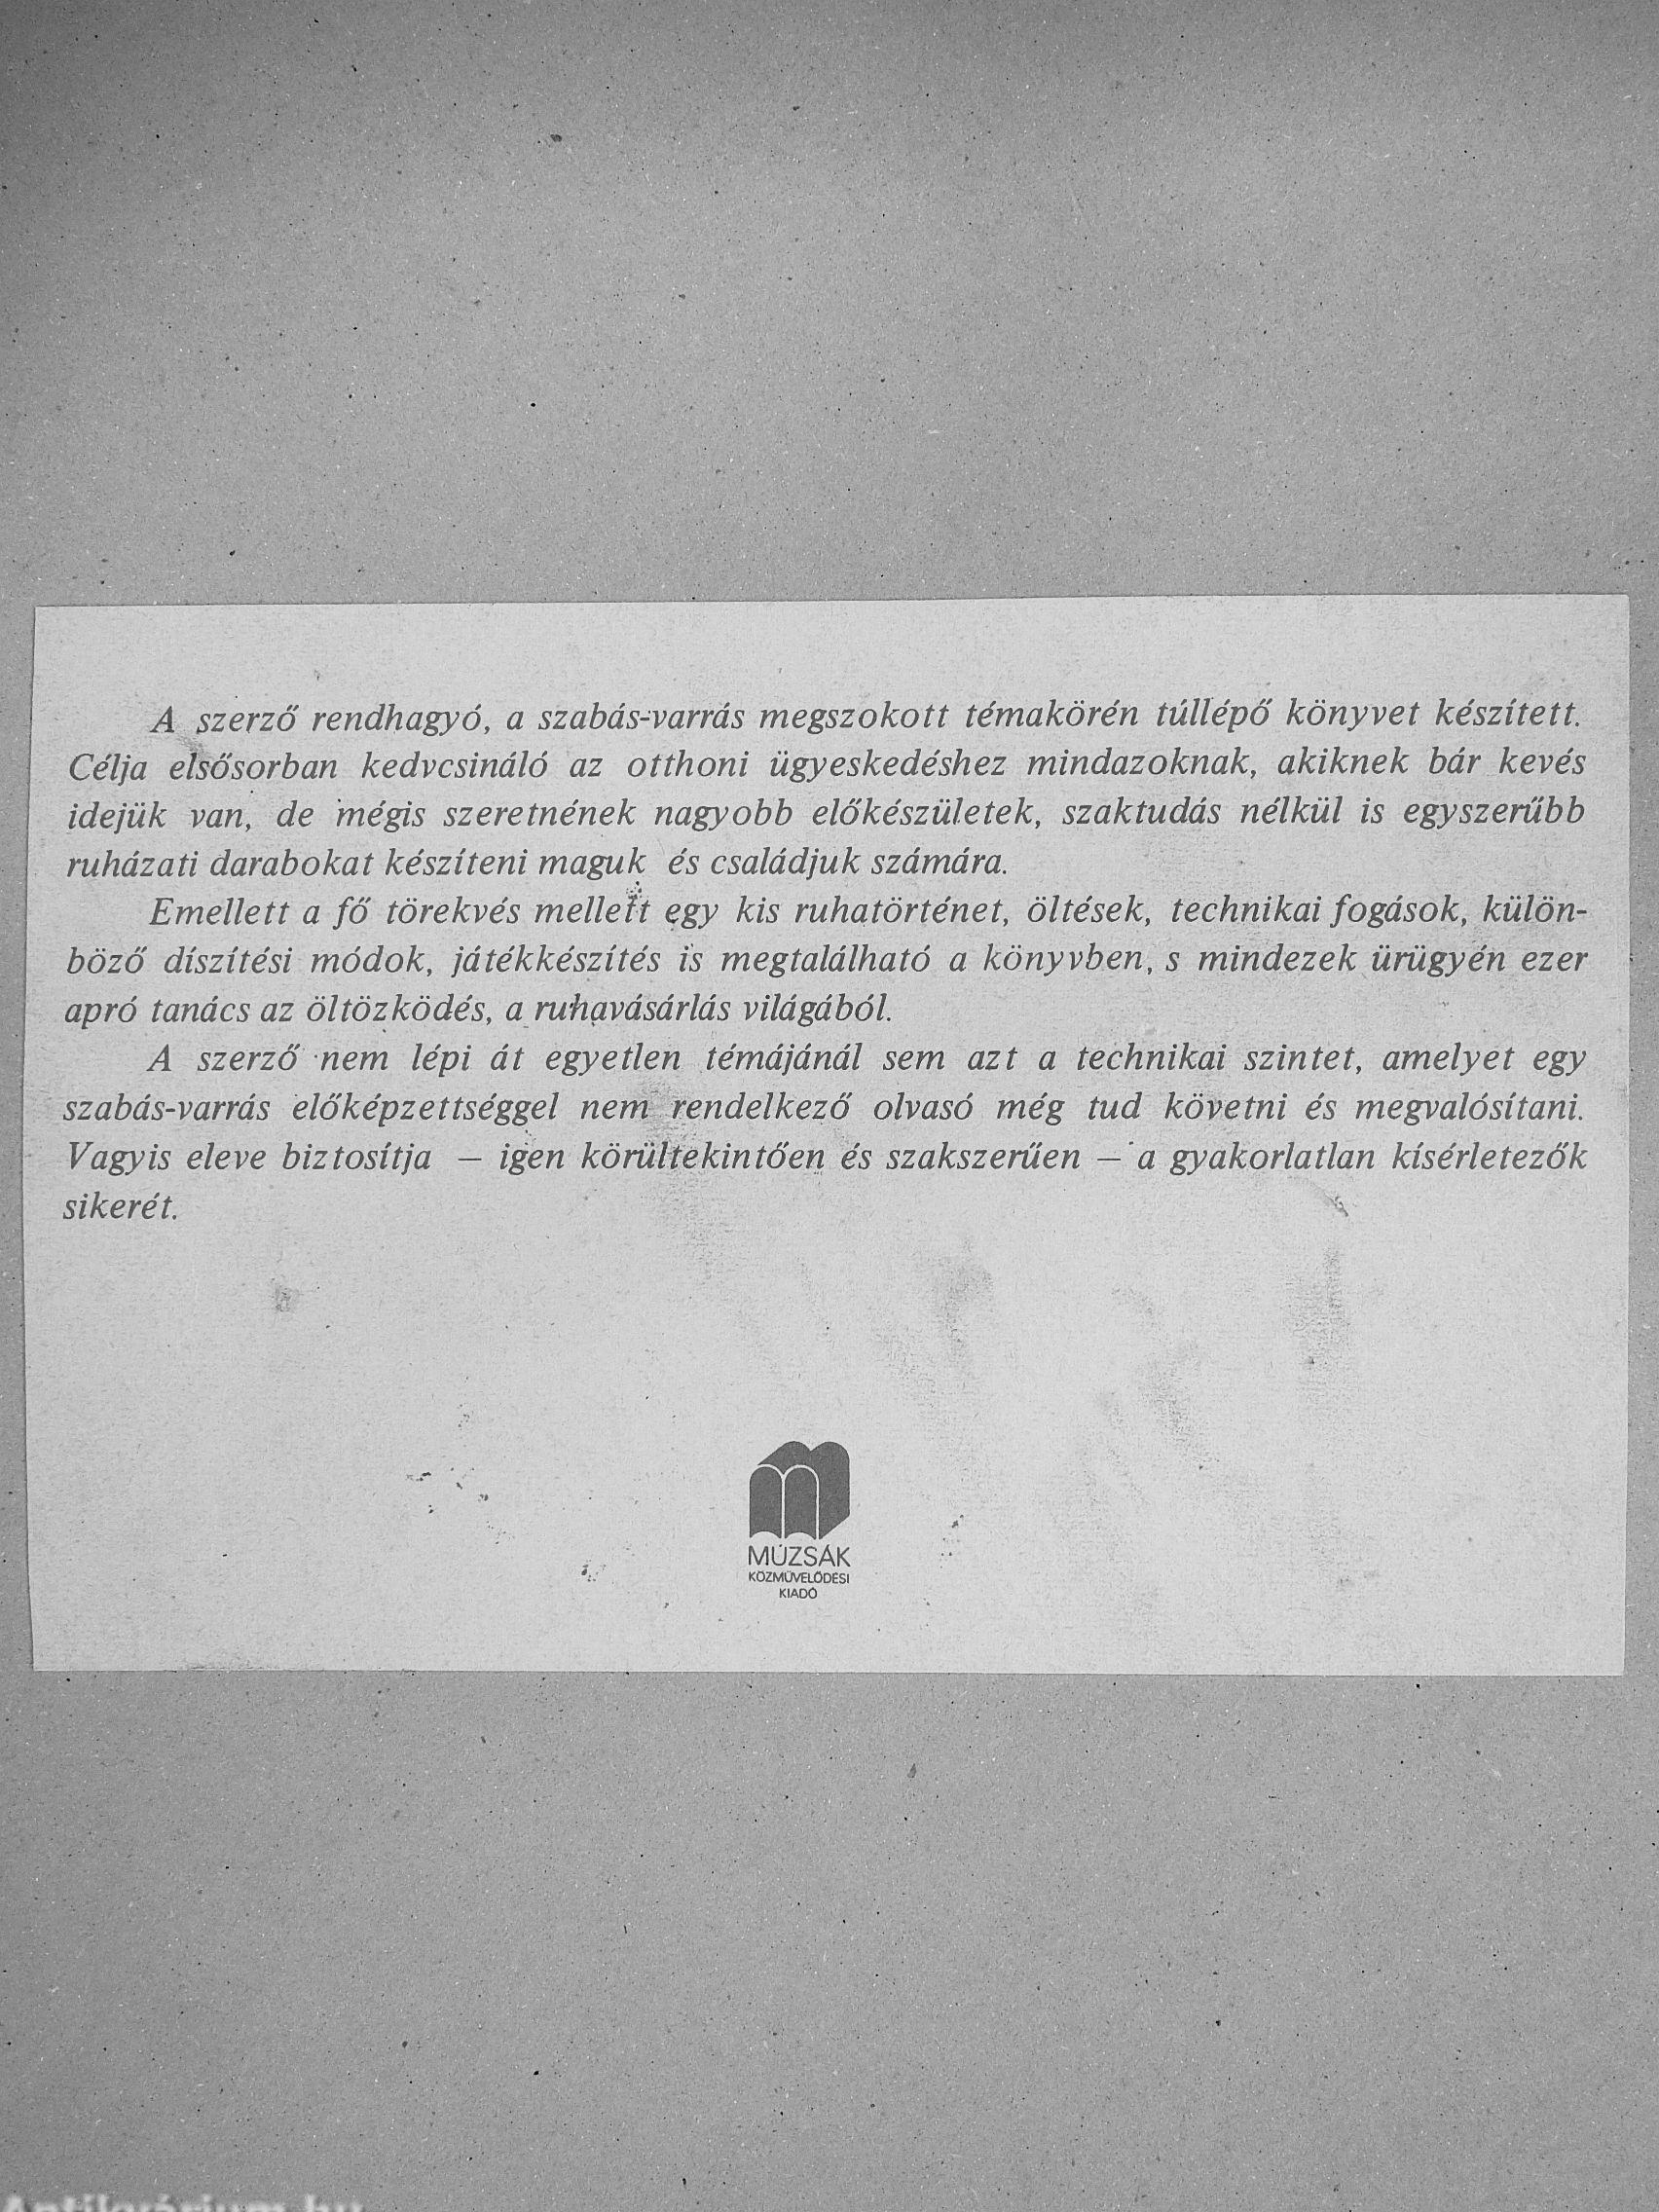 A szerző rendhagyó, a szabás-varrás megszokott témakörén túllépő könyvet készített.
Célja elsősorban kedvcsináló az otthoni ügyeskedéshez mindazoknak, akiknek bár kevés
idejük van, de mégis szeretnének nagyobb előkészületek, szaktudás nélkül is egyszerűbb
ruházati darabokat készíteni maguk és családjuk számára.
Emellett a fő törekvés mellett egy kis ruhatörténet, öltések, technikai fogások, külön-
böző díszítési módok, játékkészítés is megtalálható a könyvben, s mindezek ürügyén ezer
apró tanács az öltözködés, a ruhavásárlás világából.
A szerző nem lépi át egyetlen témájánál sem azt a technikai szintet, amelyet egy
szabás-varrás előképzettséggel nem rendelkező olvasó még tud követni és megvalósítani.
Vagyis eleve biztosítja – igen körültekintően és szakszerűen – a gyakorlatlan kísérletezők
sikerét.
MÚZSÁK
KÖZMŰVELŐDÉSI
KIADÓ